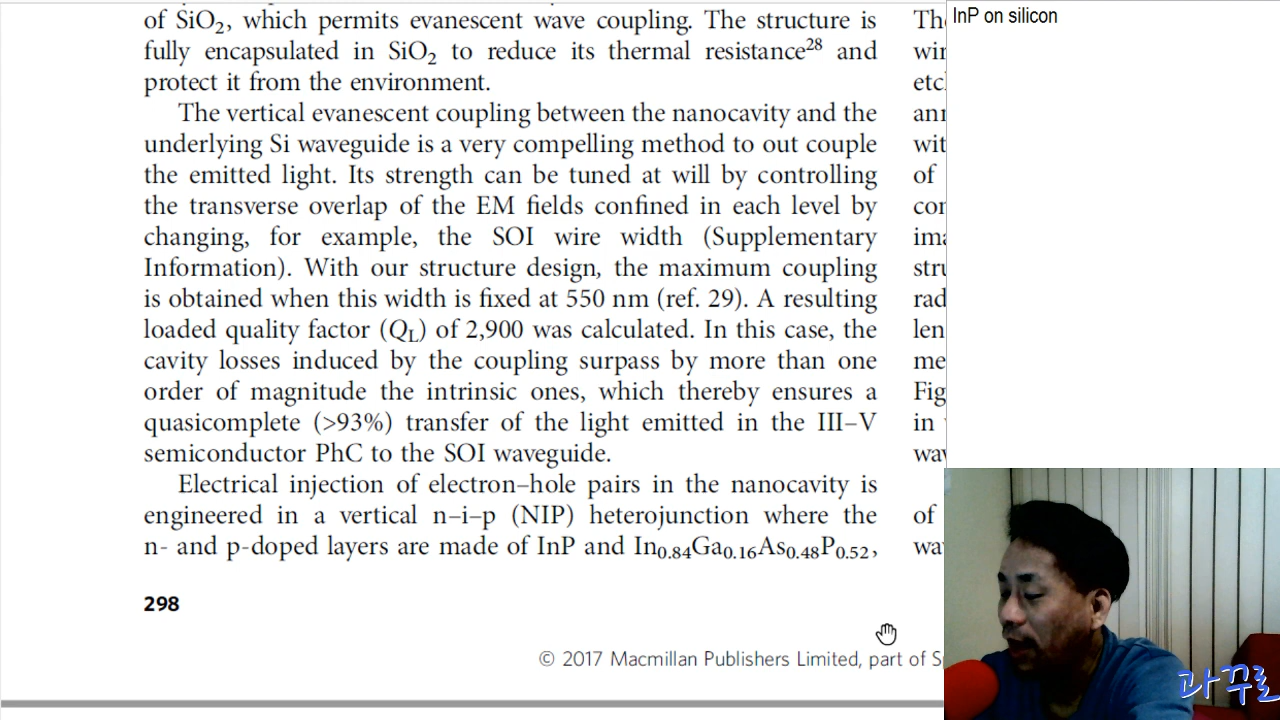 of SiO2, which permits evanescent wave coupling. The structure is
fully encapsulated in SiO2 to reduce its thermal resistance28 and
protect it from the environment.
The vertical evanescent coupling between the nanocavity and the
underlying Si waveguide is a very compelling method to out couple
the emitted light. Its strength can be tuned at will by controlling
the transverse overlap of the EM fields confined in each level by
changing, for example, the SOI wire width (Supplementary
Information). With our structure design, the maximum coupling
is obtained when this width is fixed at 550 nm (ref. 29). A resulting
loaded quality factor (QL) of 2,900 was calculated. In this case, the
cavity losses induced by the coupling surpass by more than one
order of magnitude the intrinsic ones, which thereby ensures a
quasicomplete (>93%) transfer of the light emitted in the III–V
semiconductor PhC to the SOI waveguide.
Electrical injection of electron–hole pairs in the nanocavity is
engineered in a vertical n–i–p (NIP) heterojunction where the
n- and p-doped layers are made of InP and In0.84Ga0.16As0.48P0.52,
298
© 2017 Macmillan Publishers Limited, part of
of
in
of
InP on silicon
과꾸로